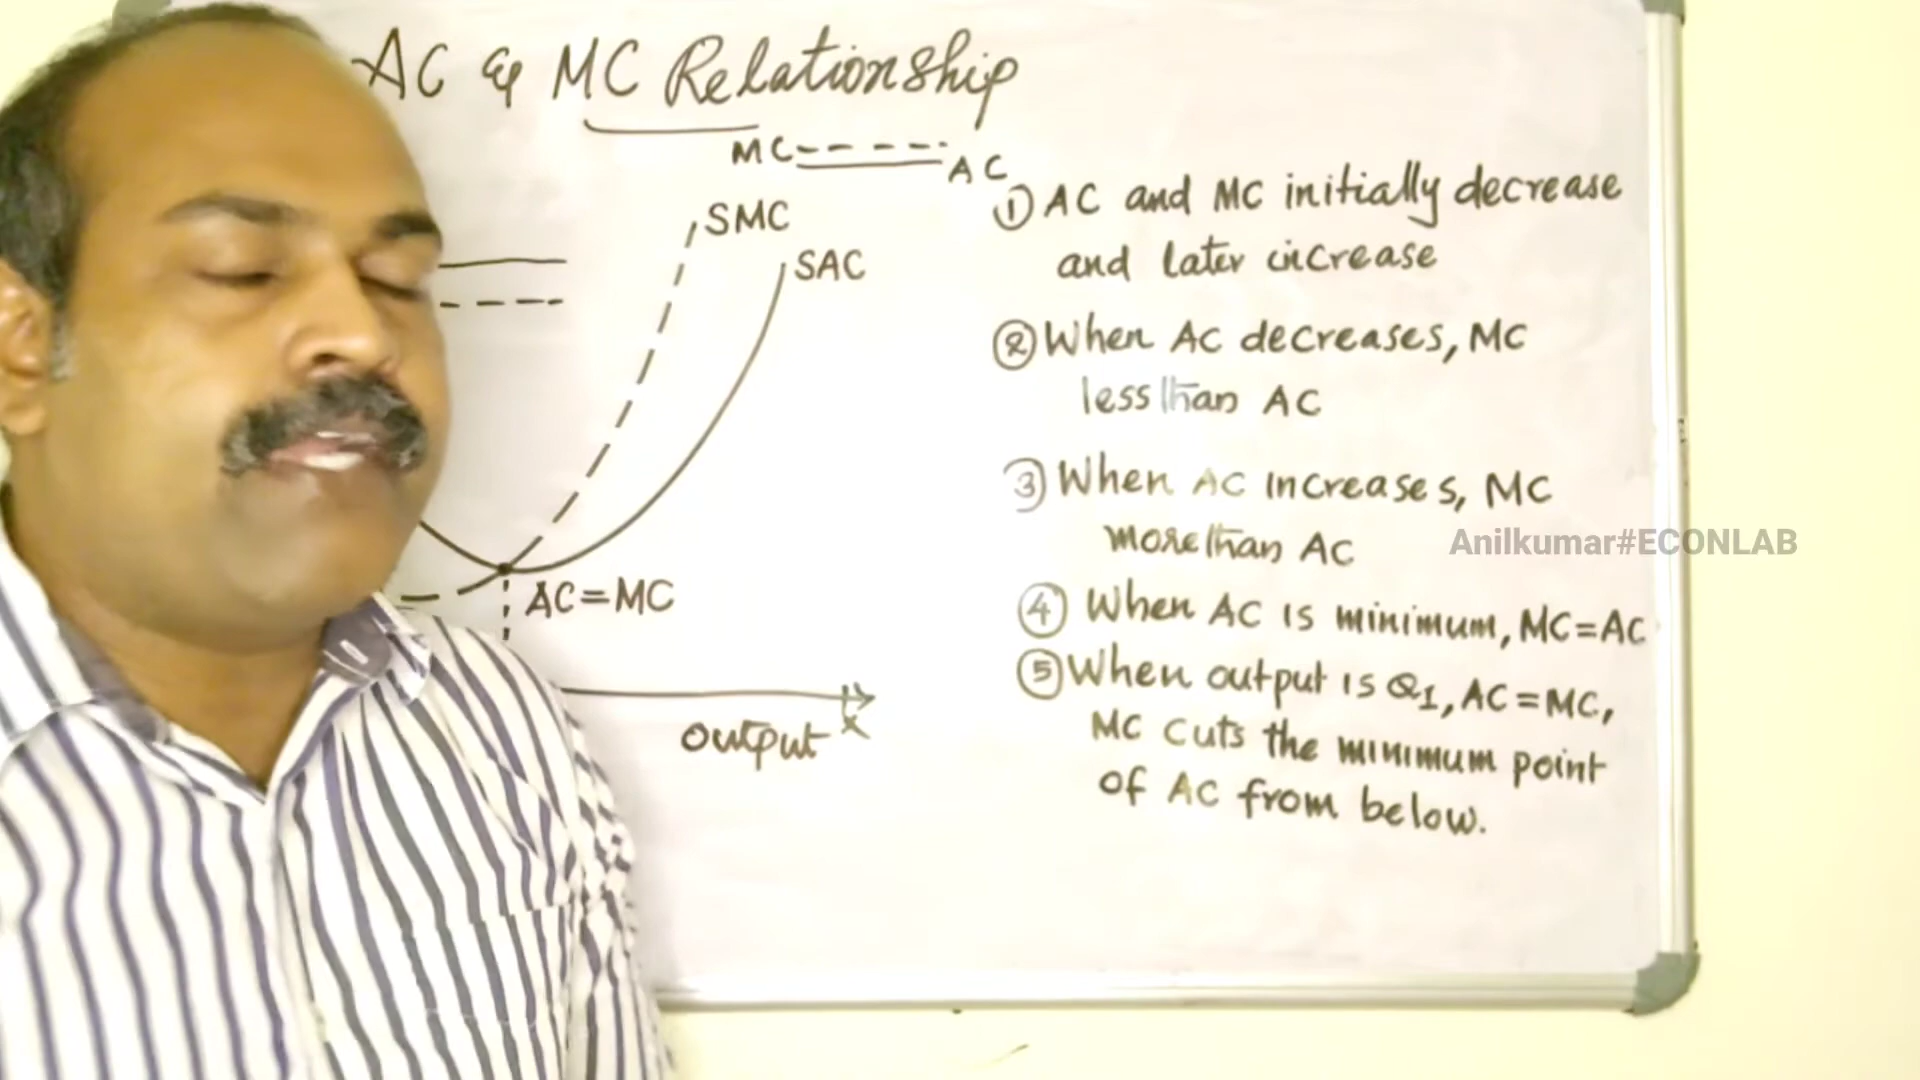 AC & MC Relationship
MC
AC
SMC
SAC
AC=MC
output
x
① AC and MC initially decrease
and later increase
② When AC decreases, MC
less than AC
③ When AC increases, MC
more than AC
④ When AC is minimum, MC=AC
⑤ When output is Q1, AC=MC,
MC cuts the minimum point
of AC from below.
Anilkumar#ECONLAB